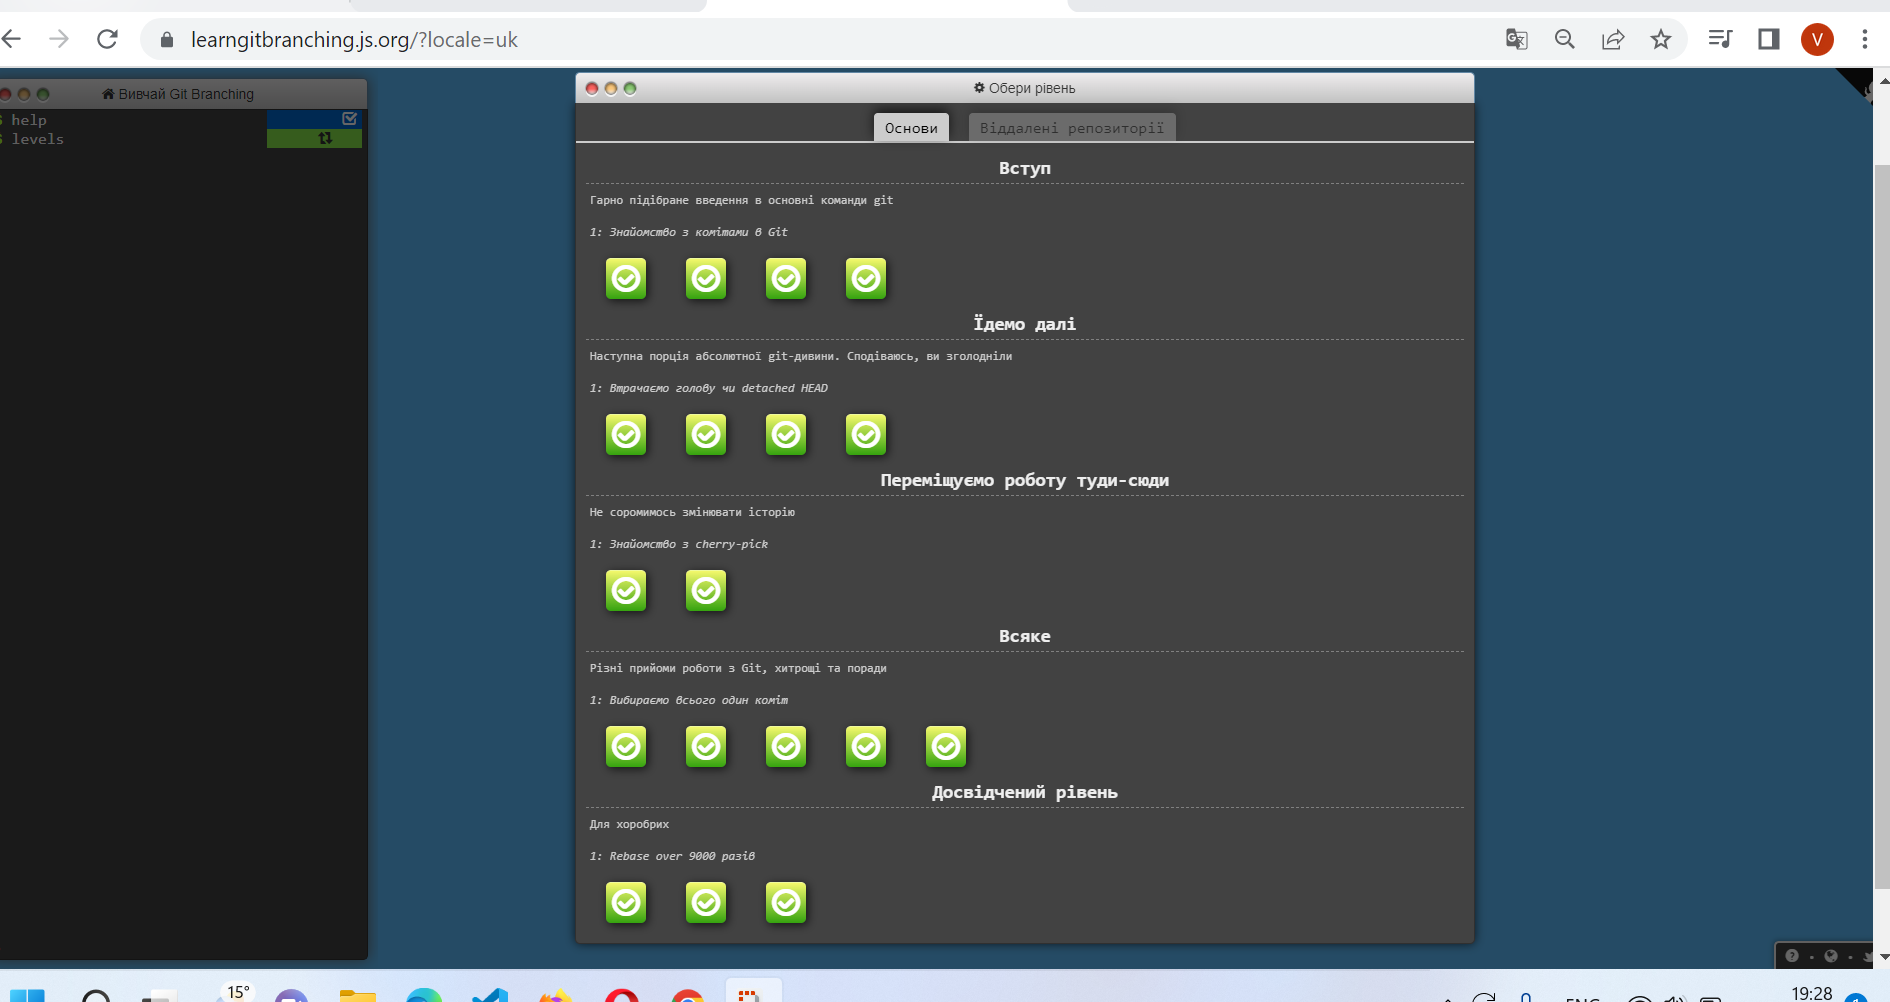 learngitbranching.js.org/?locale=uk
V
Вивчай Git Branching
$ help
$ levels
Обери рівень
Основи
Віддалені репозиторії
Вступ
Гарно підібране введення в основні команди git
1: Знайомство з комітами в Git
Їдемо далі
Наступна порція абсолютної git-дивини. Сподіваюсь, ви зголодніли
1: Втрачаємо голову чи detached HEAD
Переміщуємо роботу туди-сюди
Не соромимось змінювати історію
1: Знайомство з cherry-pick
Всяке
Різні прийоми роботи з Git, хитрощі та поради
1: Вибираємо всього один коміт
Досвідчений рівень
Для хоробрих
1: Rebase over 9000 разів
15°
ENG
19:28